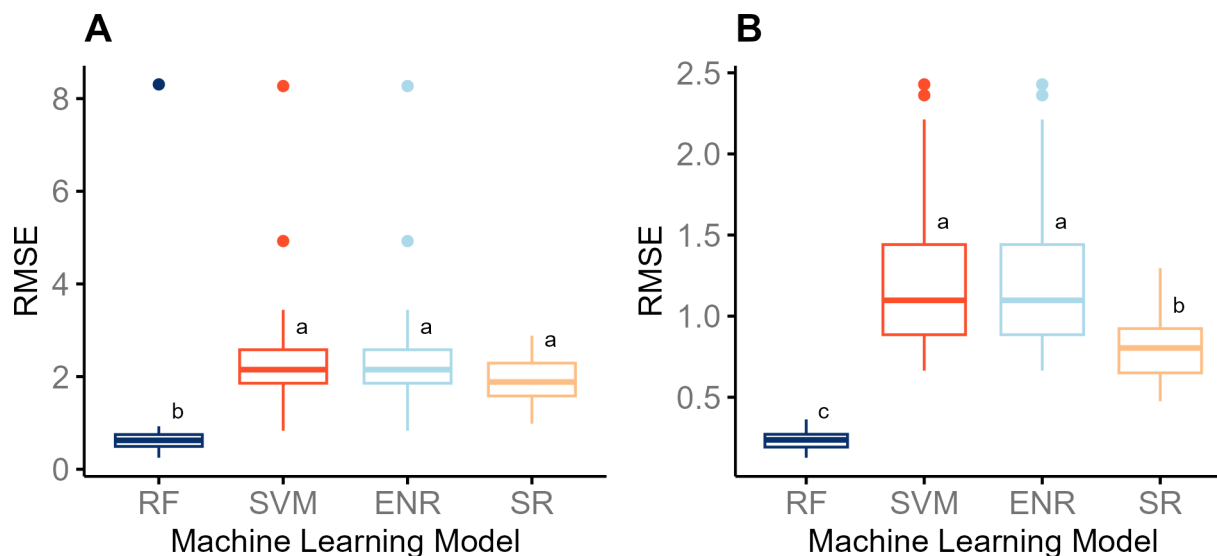 A
RMSE
8
6
4
2
0
b
a
a
a
RF SVM ENR SR
Machine Learning Model
B
RMSE
2.5
2.0
1.5
1.0
0.5
c
a
a
b
RF SVM ENR SR
Machine Learning Model